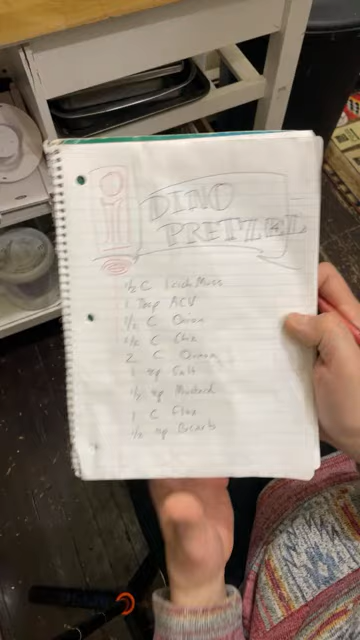 DINO
PRETZEL
1/2 C Irish Moss
1 Tbsp ACV
1/2 C Onion
1/2 C Chia
2 C Quinoa
1 tsp Salt
1/2 tsp Mustard
1 C Flax
1/2 tsp Bicarb